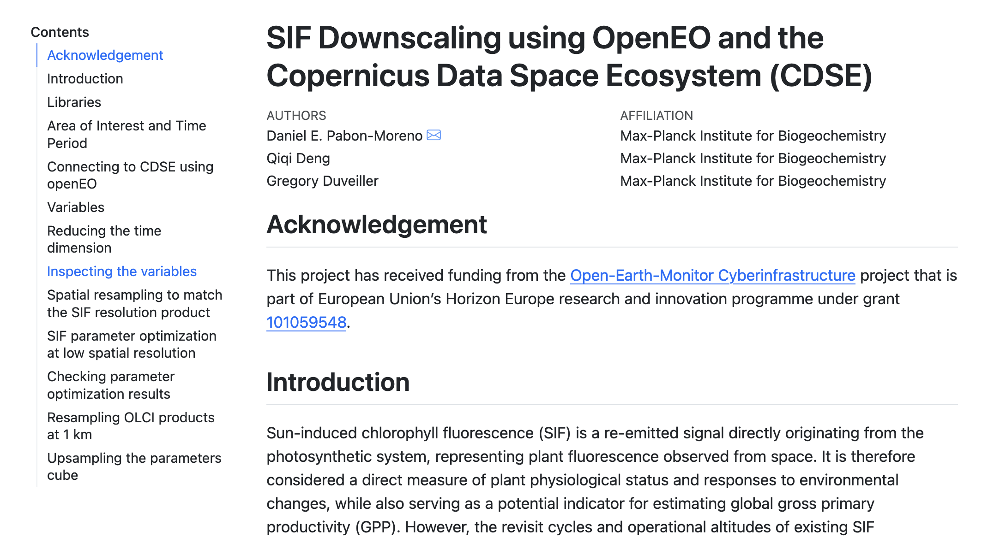 Contents
Acknowledgement
Introduction
Libraries
Area of Interest and Time
Period
Connecting to CDSE using
openEO
Variables
Reducing the time
dimension
Inspecting the variables
Spatial resampling to match
the SIF resolution product
SIF parameter optimization
at low spatial resolution
Checking parameter
optimization results
Resampling OLCI products
at 1 km
Upsampling the parameters
cube
SIF Downscaling using OpenEO and the
Copernicus Data Space Ecosystem (CDSE)
AUTHORS
Daniel E. Pabon-Moreno
Qiqi Deng
Gregory Duveiller
AFFILIATION
Max-Planck Institute for Biogeochemistry
Max-Planck Institute for Biogeochemistry
Max-Planck Institute for Biogeochemistry
Acknowledgement
This project has received funding from the Open-Earth-Monitor Cyberinfrastructure project that is
part of European Union’s Horizon Europe research and innovation programme under grant
101059548.
Introduction
Sun-induced chlorophyll fluorescence (SIF) is a re-emitted signal directly originating from the
photosynthetic system, representing plant fluorescence observed from space. It is therefore
considered a direct measure of plant physiological status and responses to environmental
changes, while also serving as a potential indicator for estimating global gross primary
productivity (GPP). However, the revisit cycles and operational altitudes of existing SIF